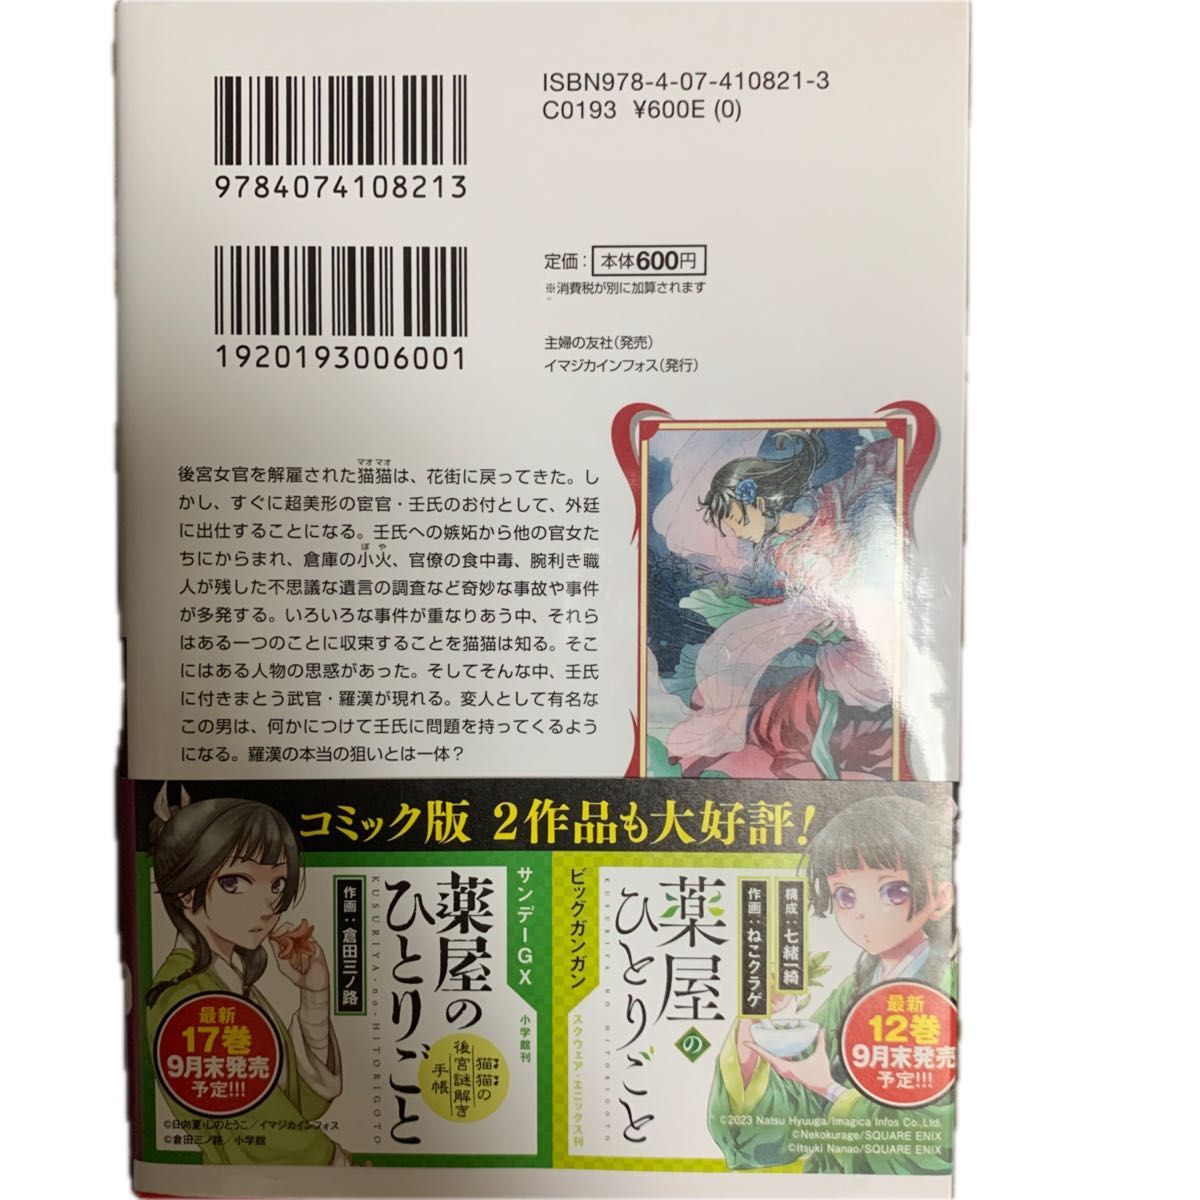 ISBN978-4-07-410821-3
C0193 ¥600E (0)
9784074108213
定価：本体600円
※消費税が別に加算されます
1920193006001
主婦の友社（発売）
イマジカインフォス（発行）
マオマオ
後宮女官を解雇された猫猫は、花街に戻ってきた。し
かし、すぐに超美形の宦官・壬氏のお付として、外廷
に出仕することになる。壬氏への嫉妬から他の官女た
ぼや
ちにからまれ、倉庫の小火、官僚の食中毒、腕利き職
人が残した不思議な遺言の調査など奇妙な事故や事件
が多発する。いろいろな事件が重なりあう中、それら
はある一つのことに収束することを猫猫は知る。そこ
にはある人物の思惑があった。そしてそんな中、壬氏
に付きまとう武官・羅漢が現れる。変人として有名な
この男は、何かにつけて壬氏に問題を持ってくるよう
になる。羅漢の本当の狙いとは一体？
コミック版 2作品も大好評！
ビッグガンガン
スクウェア・エニックス刊
薬屋の
ひとりごと
KUSURIYA NO HITORIGOTO
構成：七緒一綺
作画：ねこクラゲ
最新
12巻
9月末発売
予定!!!
©2023 Natsu Hyuuga/Imagica Infos Co.,Ltd.
©Nekokurage/SQUARE ENIX
©Itsuki Nanao/SQUARE ENIX
サンデーGX
小学館刊
薬屋の
ひとりごと
KUSURIYA-no-HITORIGOTO
猫猫の
後宮謎解き
手帳
作画：倉田三ノ路
最新
17巻
9月末発売
予定!!!
©日向夏・しのとうこ／イマジカインフォス
©倉田三ノ路／小学館